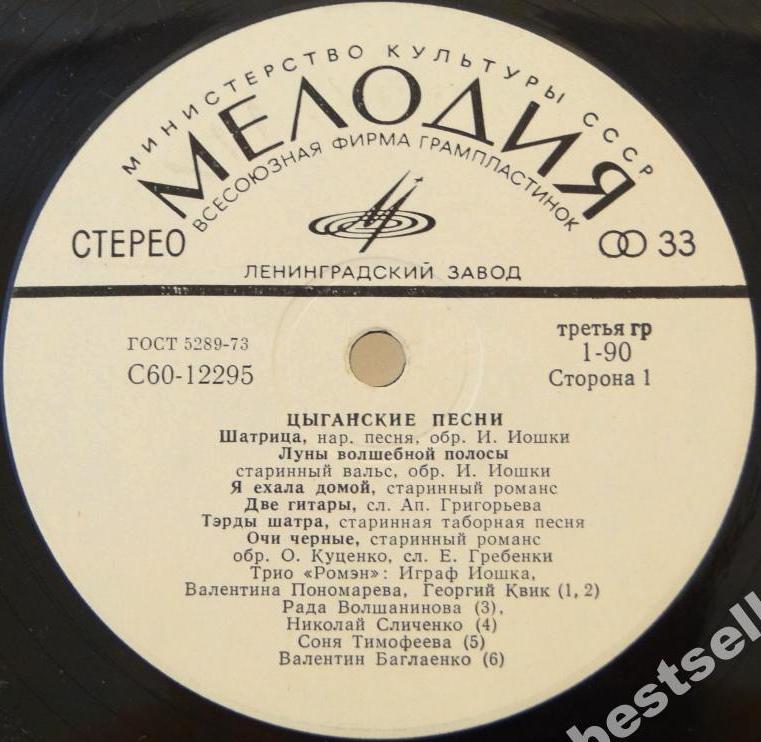 МИНИСТЕРСТВО КУЛЬТУРЫ СССР
МЕЛОДИЯ
ВСЕСОЮЗНАЯ ФИРМА ГРАМПЛАСТИНОК
СТЕРЕО 33
ЛЕНИНГРАДСКИЙ ЗАВОД
ГОСТ 5289-73 третья гр
С60-12295 1-90
Сторона 1
ЦЫГАНСКИЕ ПЕСНИ
Шатрица, нар. песня, обр. И. Иошки
Луны волшебной полосы
старинный вальс, обр. И. Иошки
Я ехала домой, старинный романс
Две гитары, сл. Ап. Григорьева
Тэрды шатра, старинная таборная песня
Очи черные, старинный романс
обр. О. Куценко, сл. Е. Гребенки
Трио «Ромэн»: Играф Иошка,
Валентина Пономарева, Георгий Квик (1, 2)
Рада Волшанинова (3),
Николай Сличенко (4)
Соня Тимофеева (5)
Валентин Баглаенко (6)
bestsell